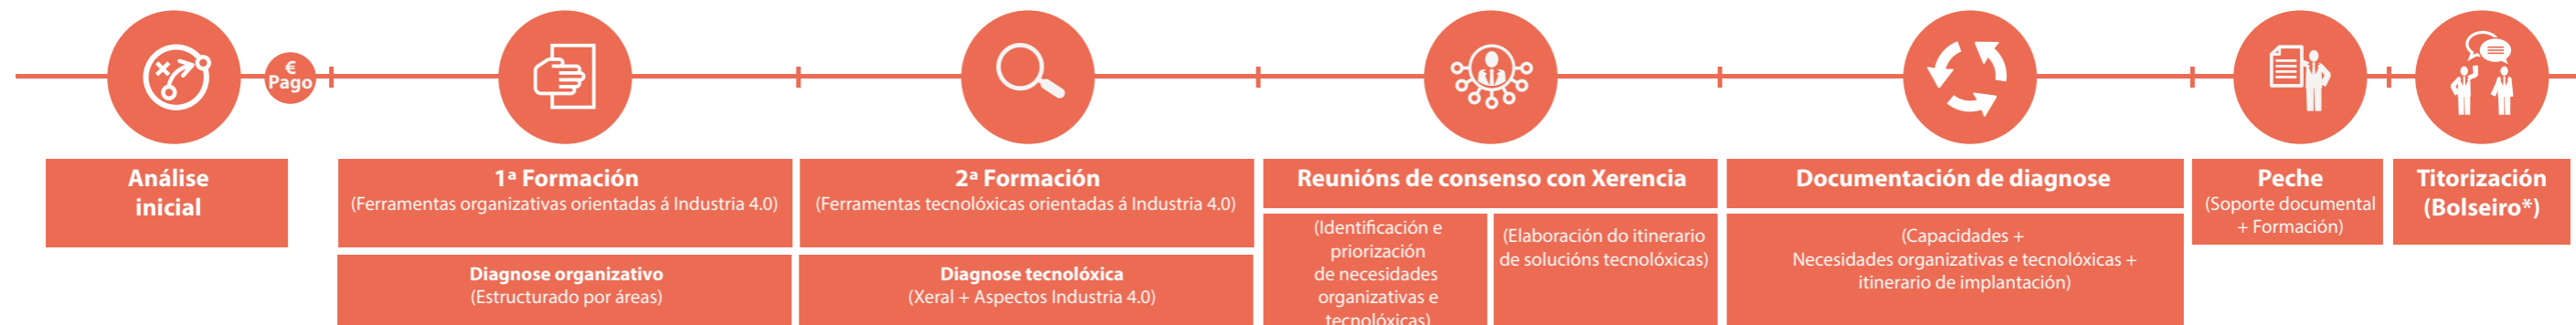 €
Pago
Análise
inicial
1ª Formación
(Ferramentas organizativas orientadas á Industria 4.0)
Diagnose organizativo
(Estructurado por áreas)
2ª Formación
(Ferramentas tecnolóxicas orientadas á Industria 4.0)
Diagnose tecnolóxica
(Xeral + Aspectos Industria 4.0)
Reunións de consenso con Xerencia
(Identificación e
priorización
de necesidades
organizativas e
tecnolóxicas)
(Elaboración do itinerario
de solucións tecnolóxicas)
Documentación de diagnose
(Capacidades +
Necesidades organizativas e tecnolóxicas +
itinerario de implantación)
Peche
(Soporte documental
+ Formación)
Titorización
(Bolseiro*)